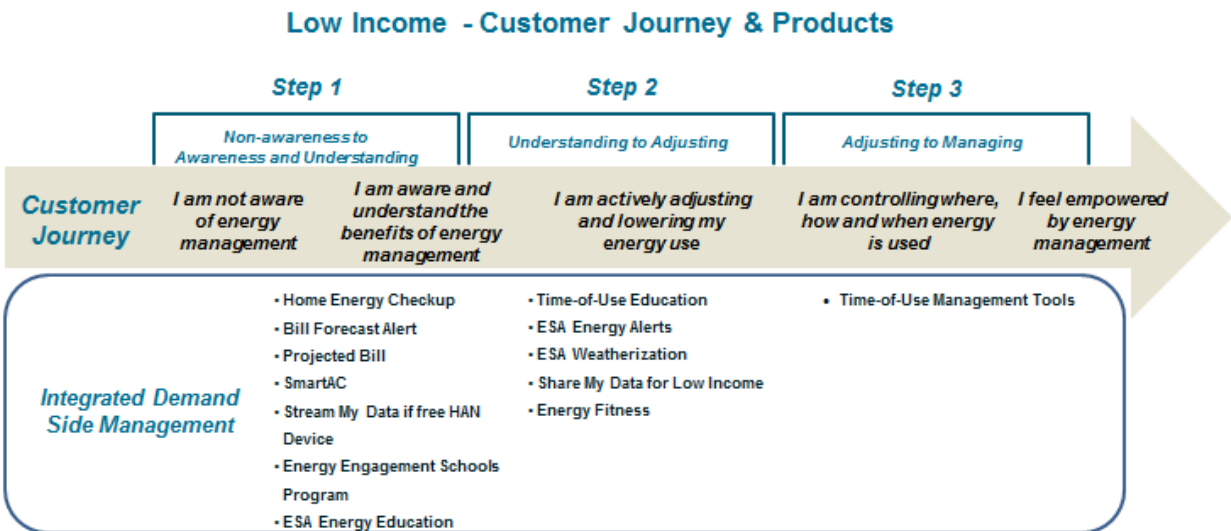 Low Income - Customer Journey & Products
Step 1
Step 2
Step 3
Non-awareness to
Awareness and Understanding
Understanding to Adjusting
Adjusting to Managing
Customer
Journey
I am not aware
of energy
management
I am aware and
understand the
benefits of energy
management
I am actively adjusting
and lowering my
energy use
I am controlling where,
how and when energy
is used
I feel empowered
by energy
management
Integrated Demand
Side Management
• Home Energy Checkup
• Bill Forecast Alert
• Projected Bill
• SmartAC
• Stream My Data if free HAN
Device
• Energy Engagement Schools
Program
• ESA Energy Education
• Time-of-Use Education
• ESA Energy Alerts
• ESA Weatherization
• Share My Data for Low Income
• Energy Fitness
• Time-of-Use Management Tools